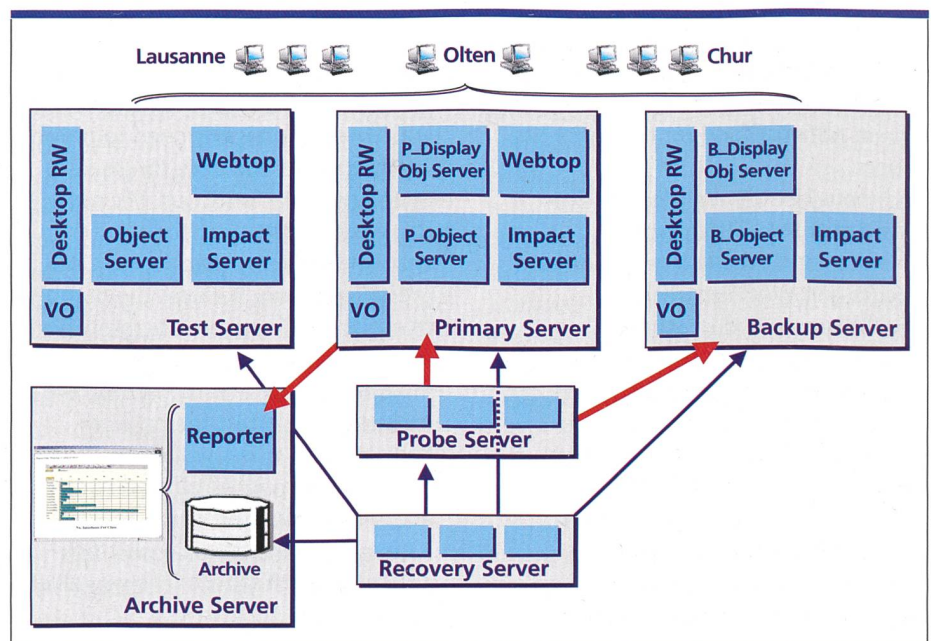 Lausanne
Olten
Chur
Desktop RW
Webtop
Object
Server
Impact
Server
VO
Test Server
Desktop RW
P_Display
Obj Server
Webtop
P_Object
Server
Impact
Server
VO
Primary Server
Desktop RW
B_Display
Obj Server
B_Object
Server
Impact
Server
VO
Backup Server
Reporter
Archive
Archive Server
Probe Server
Recovery Server